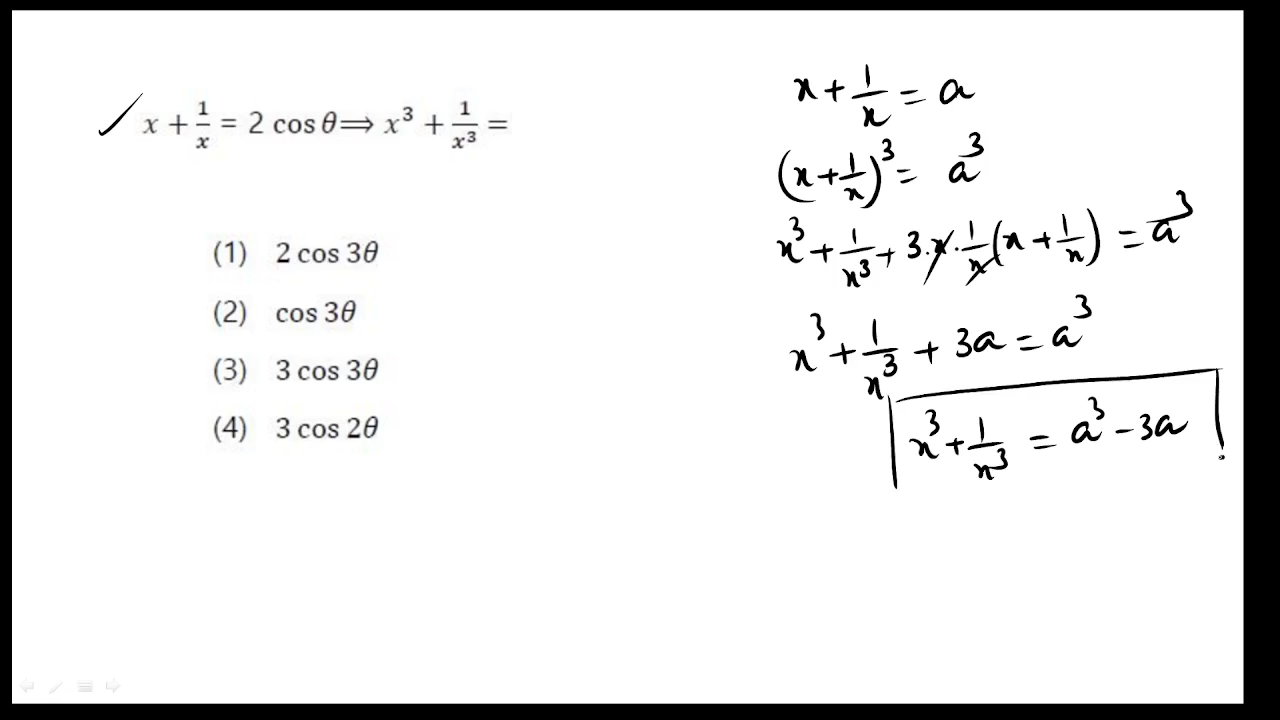 x + 1/x = 2 cos θ ⟹ x³ + 1/x³ =
(1) 2 cos 3θ
(2) cos 3θ
(3) 3 cos 3θ
(4) 3 cos 2θ
x + 1/x = a
(x + 1/x)³ = a³
x³ + 1/x³ + 3.x.1/x(x + 1/x) = a³
x³ + 1/x³ + 3a = a³
x³ + 1/x³ = a³ - 3a